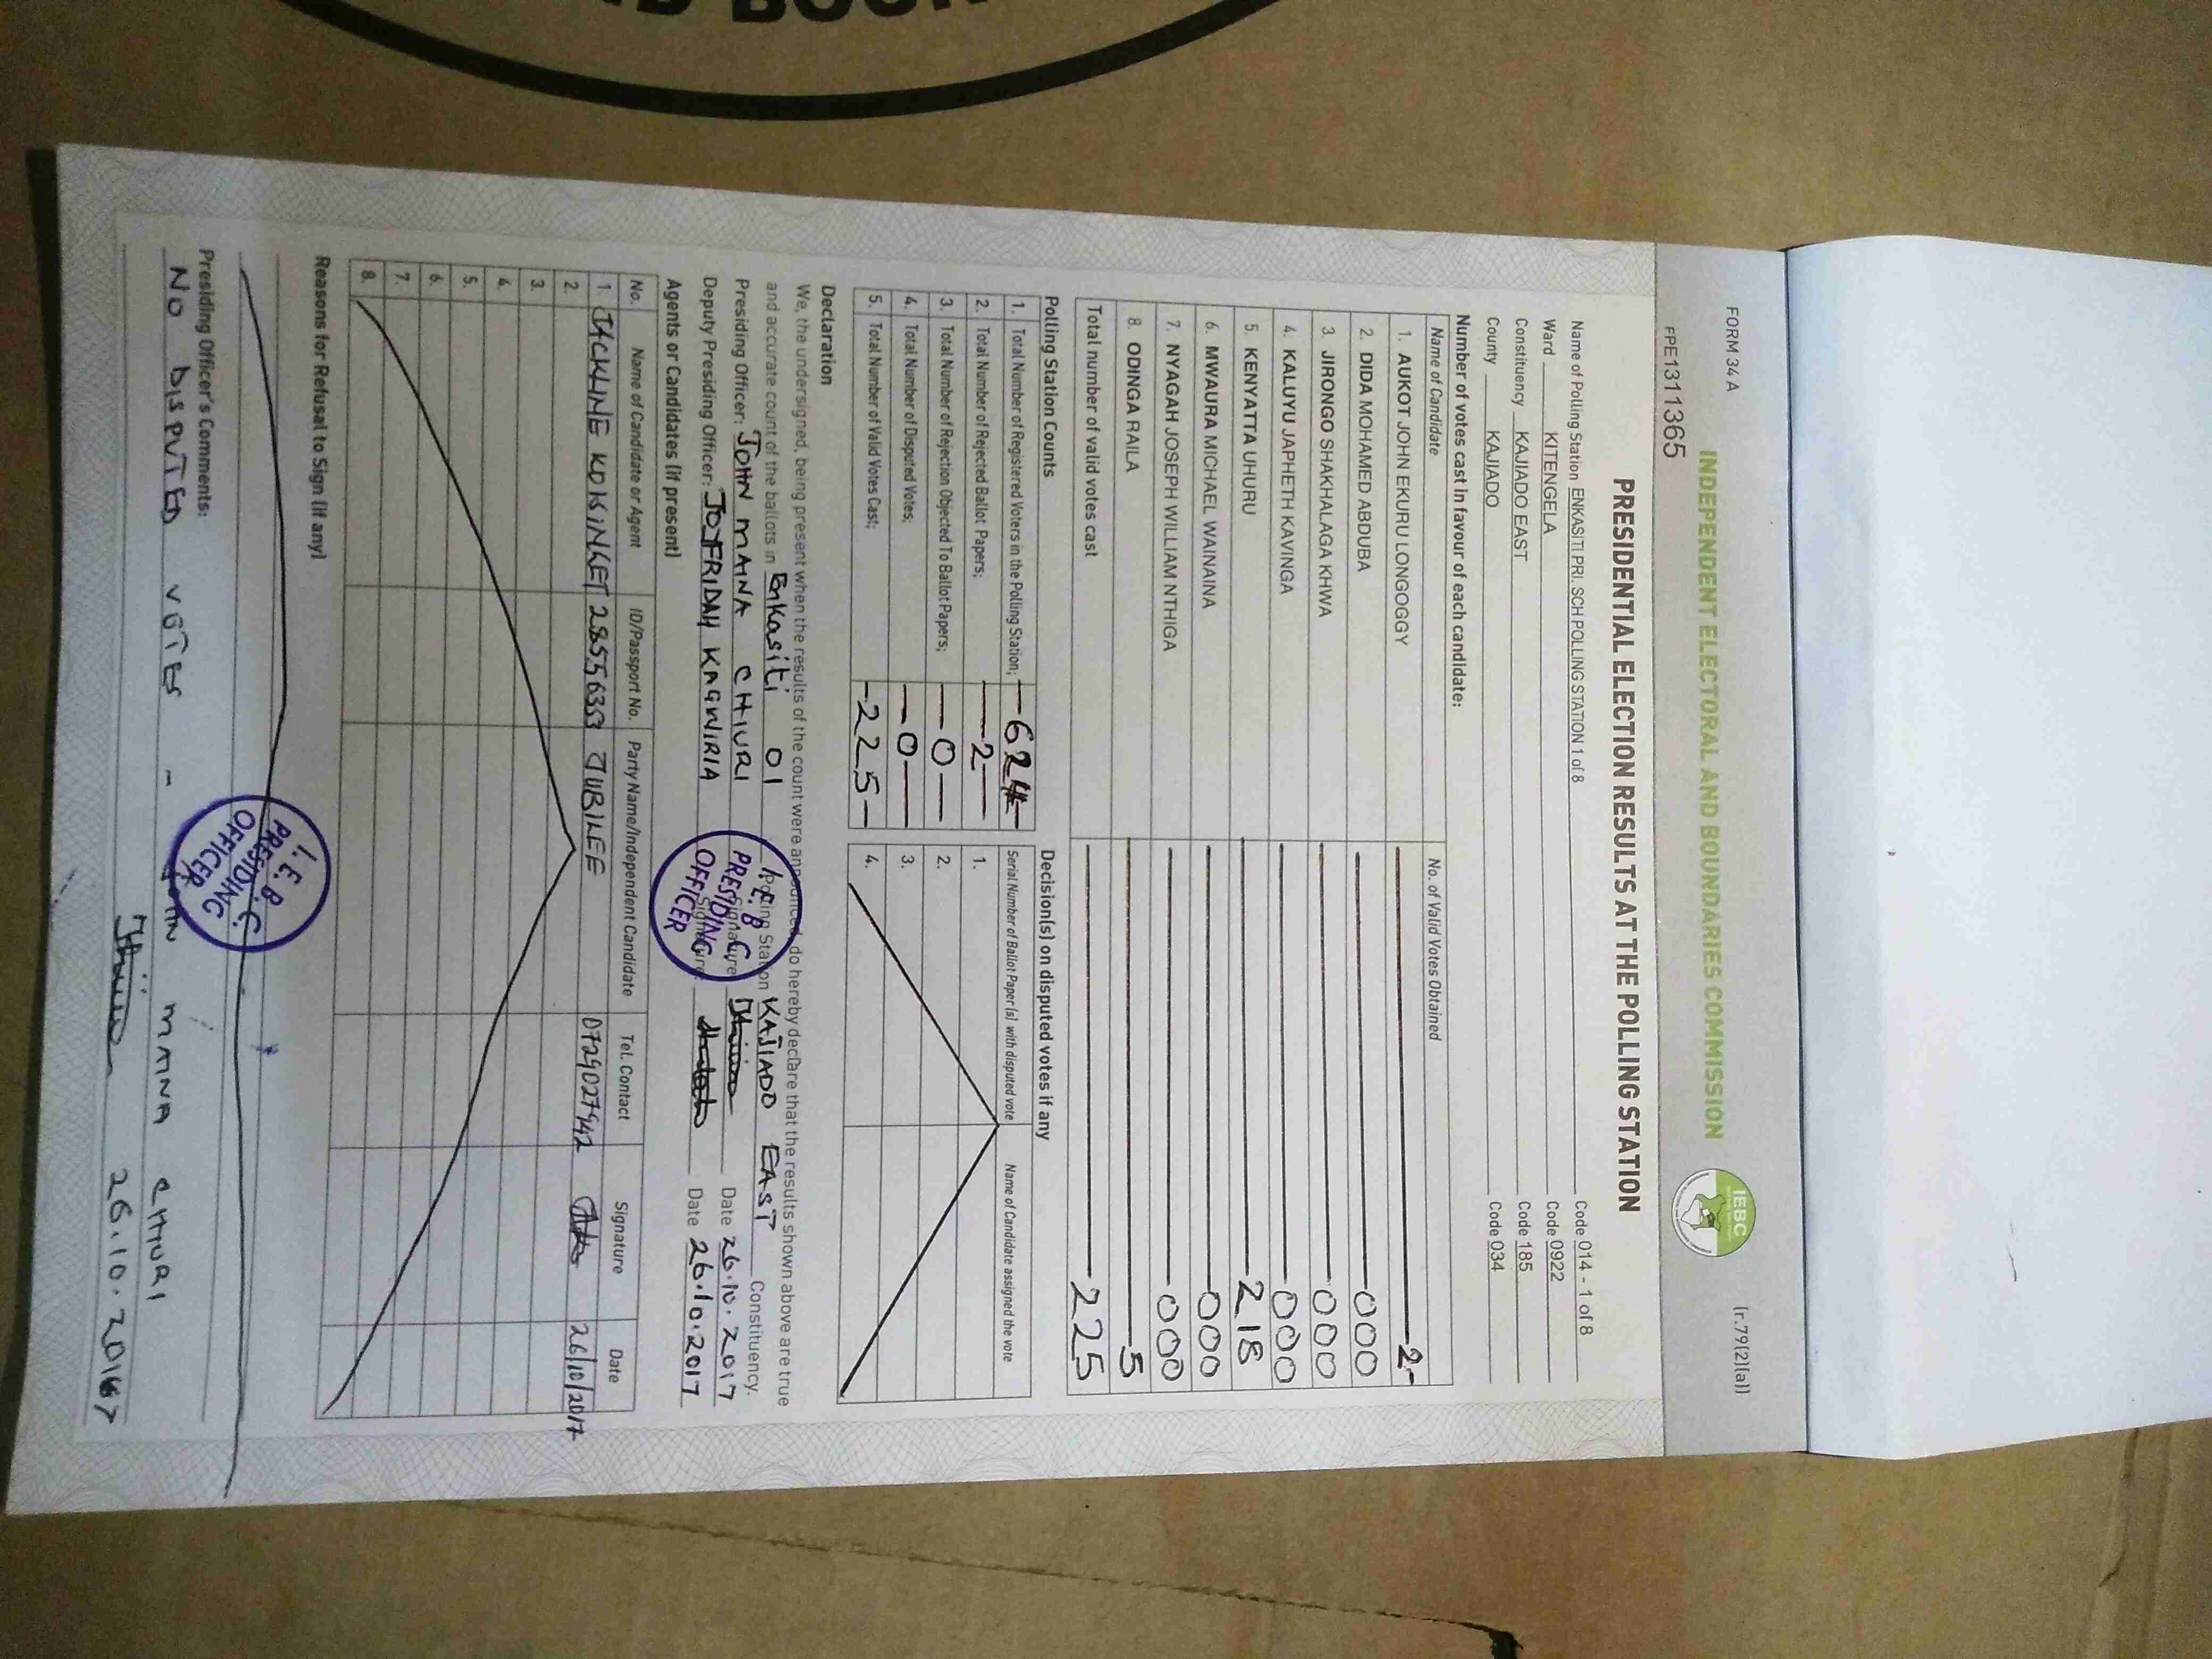 FORM 34 A
(r.79(2)(a))
INDEPENDENT ELECTORAL AND BOUNDARIES COMMISSION
IEBC
FPE1311365
PRESIDENTIAL ELECTION RESULTS AT THE POLLING STATION
Name of Polling Station ENKASITI PRI. SCH POLLING STATION 1 of 8 Code 014 - 1 of 8
Ward KITENGELA Code 0922
Constituency KAJIADO EAST Code 185
County KAJIADO Code 034
Number of votes cast in favour of each candidate:
Name of Candidate No. of Valid Votes Obtained
1. AUKOT JOHN EKURU LONGOGGY 2
2. DIDA MOHAMED ABDUBA 000
3. JIRONGO SHAKHALAGA KHWA 000
4. KALUYU JAPHETH KAVINGA 000
5. KENYATTA UHURU 218
6. MWAURA MICHAEL WAINAINA 000
7. NYAGAH JOSEPH WILLIAM NTHIGA 000
8. ODINGA RAILA 5
Total number of valid votes cast 225
Polling Station Counts
1. Total Number of Registered Voters in the Polling Station; 624
2. Total Number of Rejected Ballot Papers; 2
3. Total Number of Rejection Objected To Ballot Papers; 0
4. Total Number of Disputed Votes; 0
5. Total Number of Valid Votes Cast; 225
Decision(s) on disputed votes if any
Serial Number of Ballot Paper(s) with disputed vote Name of Candidate assigned the vote
1.
2.
3.
4.
Declaration
We, the undersigned, being present when the results of the count were announced, do hereby declare that the results shown above are true
and accurate count of the ballots in Enkasiti 01 Polling Station KAJIADO EAST Constituency.
Presiding Officer: JOHN MAINA CHIURI Signature Date 26.10.2017
Deputy Presiding Officer: JOYFRIDAH KAGWIRIA Signature Date 26.10.2017
I.E.B.C
PRESIDING
OFFICER
Agents or Candidates (if present)
No. Name of Candidate or Agent ID/Passport No. Party Name/Independent Candidate Tel. Contact Signature Date
1. JACKLINE JUBILEE 0729027942 26/10/2017
2.
3.
4.
5.
6.
7.
8.
Reasons for Refusal to Sign (if any)
I.E.B.C.
PRESIDING
OFFICER
Presiding Officer's Comments:
NO DISPUTED VOTES - JOHN MAINA CHIURI